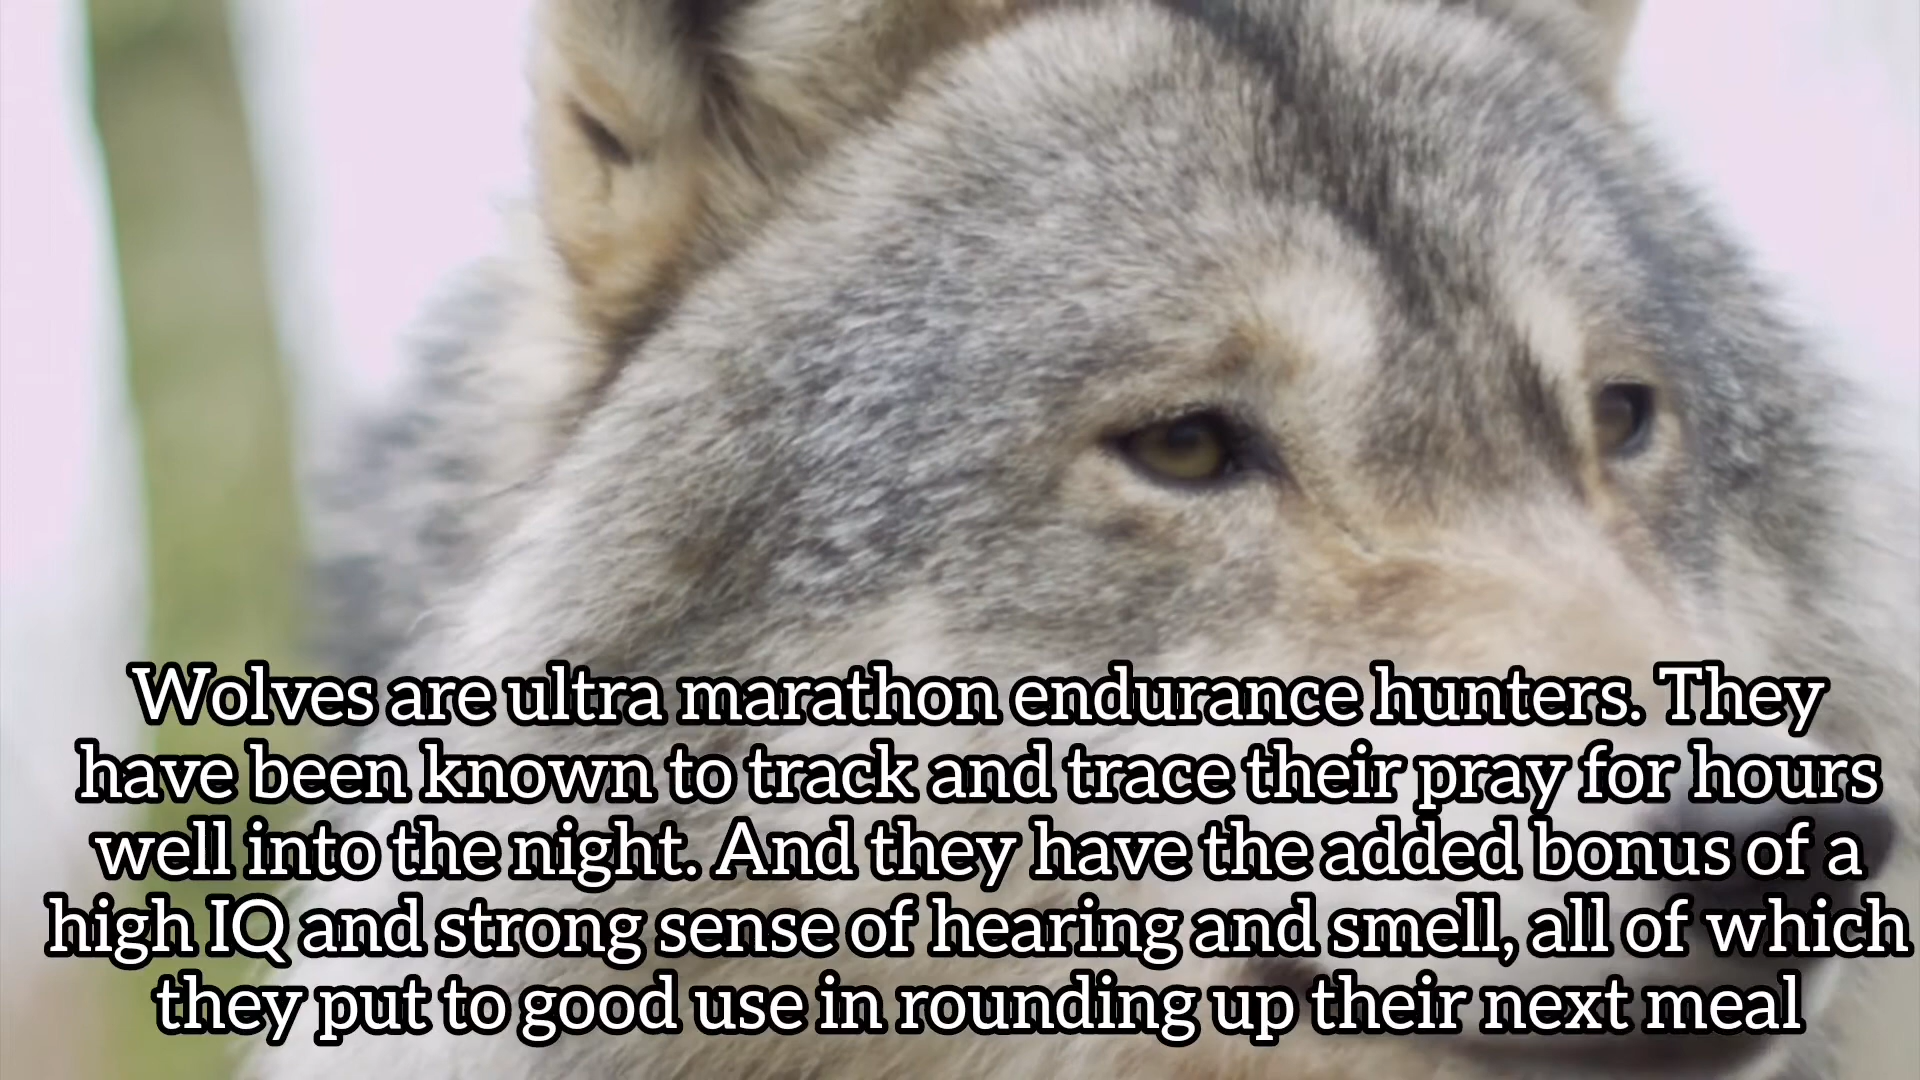 Wolves are ultra marathon endurance hunters. They
have been known to track and trace their pray for hours
well into the night. And they have the added bonus of a
high IQ and strong sense of hearing and smell, all of which
they put to good use in rounding up their next meal